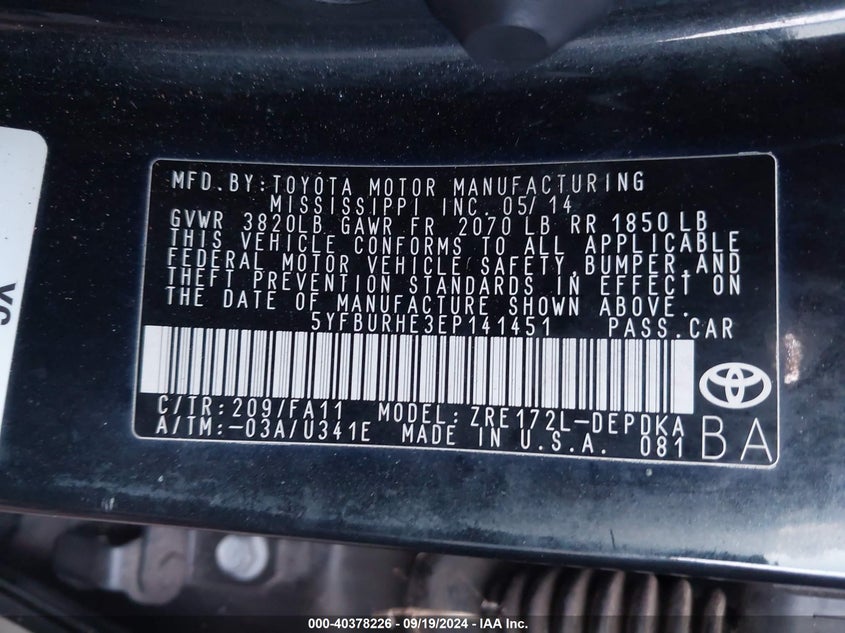 MFD.BY:TOYOTA MOTOR MANUFACTURING
MISSISSIPPI INC. 05/14
GVWR 3820LB GAWR FR 2070 LB RR 1850LB
THIS VEHICLE CONFORMS TO ALL APPLICABLE
FEDERAL MOTOR VEHICLE SAFETY,BUMPER,AND
THEFT PREVENTION STANDARDS IN EFFECT ON
THE DATE OF MANUFACTURE SHOWN ABOVE.
5YFBURHE3EP141451 PASS.CAR
C/TR:209/FA11 MODEL:ZRE172L-DEPDKA
A/TM:-03A/U341E MADE IN U.S.A. 081 BA
000-40378226 - 09/19/2024 - IAA Inc.